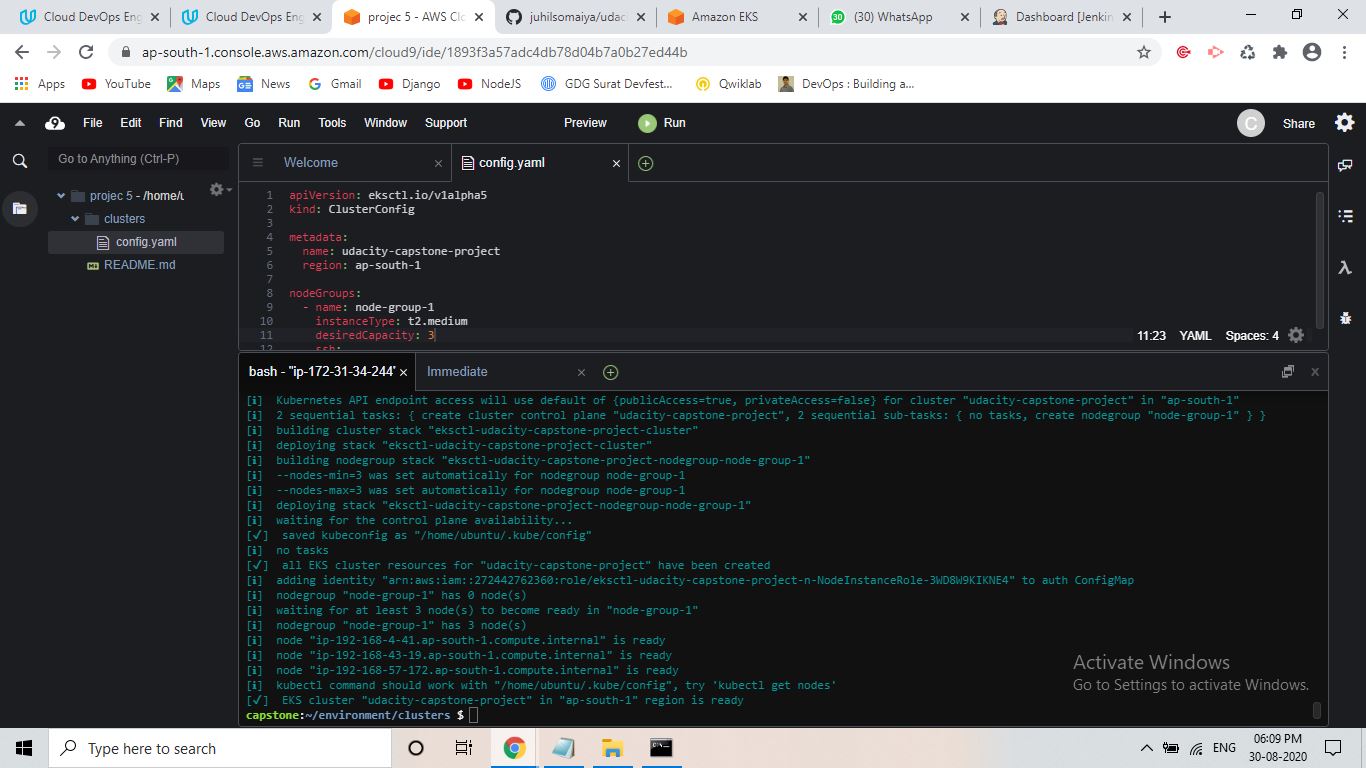 Cloud DevOps Eng
Cloud DevOps Eng
projec 5 - AWS Clo
juhilsomaiya/udac
Amazon EKS
(30) WhatsApp
Dashboard [Jenkin
ap-south-1.console.aws.amazon.com/cloud9/ide/1893f3a57adc4db78d04b7a0b27ed44b
Apps YouTube Maps News Gmail Django NodeJS GDG Surat Devfest... Qwiklab DevOps : Building a...
9 File Edit Find View Go Run Tools Window Support Preview Run C Share
Go to Anything (Ctrl-P)
Welcome
config.yaml
projec 5 - /home/u
clusters
config.yaml
README.md
1 apiVersion: eksctl.io/v1alpha5
2 kind: ClusterConfig
3
4 metadata:
5 name: udacity-capstone-project
6 region: ap-south-1
7
8 nodeGroups:
9 - name: node-group-1
10 instanceType: t2.medium
11 desiredCapacity: 3
12 ssh:
11:23 YAML Spaces: 4
bash - "ip-172-31-34-244"
Immediate
[ℹ] Kubernetes API endpoint access will use default of {publicAccess=true, privateAccess=false} for cluster "udacity-capstone-project" in "ap-south-1"
[ℹ] 2 sequential tasks: { create cluster control plane "udacity-capstone-project", 2 sequential sub-tasks: { no tasks, create nodegroup "node-group-1" } }
[ℹ] building cluster stack "eksctl-udacity-capstone-project-cluster"
[ℹ] deploying stack "eksctl-udacity-capstone-project-cluster"
[ℹ] building nodegroup stack "eksctl-udacity-capstone-project-nodegroup-node-group-1"
[ℹ] --nodes-min=3 was set automatically for nodegroup node-group-1
[ℹ] --nodes-max=3 was set automatically for nodegroup node-group-1
[ℹ] deploying stack "eksctl-udacity-capstone-project-nodegroup-node-group-1"
[ℹ] waiting for the control plane availability...
[✓] saved kubeconfig as "/home/ubuntu/.kube/config"
[ℹ] no tasks
[✓] all EKS cluster resources for "udacity-capstone-project" have been created
[ℹ] adding identity "arn:aws:iam::272442762360:role/eksctl-udacity-capstone-project-n-NodeInstanceRole-3WD8W9KIKNE4" to auth ConfigMap
[ℹ] nodegroup "node-group-1" has 0 node(s)
[ℹ] waiting for at least 3 node(s) to become ready in "node-group-1"
[ℹ] nodegroup "node-group-1" has 3 node(s)
[ℹ] node "ip-192-168-4-41.ap-south-1.compute.internal" is ready
[ℹ] node "ip-192-168-43-19.ap-south-1.compute.internal" is ready
[ℹ] node "ip-192-168-57-172.ap-south-1.compute.internal" is ready
[ℹ] kubectl command should work with "/home/ubuntu/.kube/config", try 'kubectl get nodes'
[✓] EKS cluster "udacity-capstone-project" in "ap-south-1" region is ready
capstone:~/environment/clusters $
Activate Windows
Go to Settings to activate Windows.
Type here to search
ENG
06:09 PM
30-08-2020